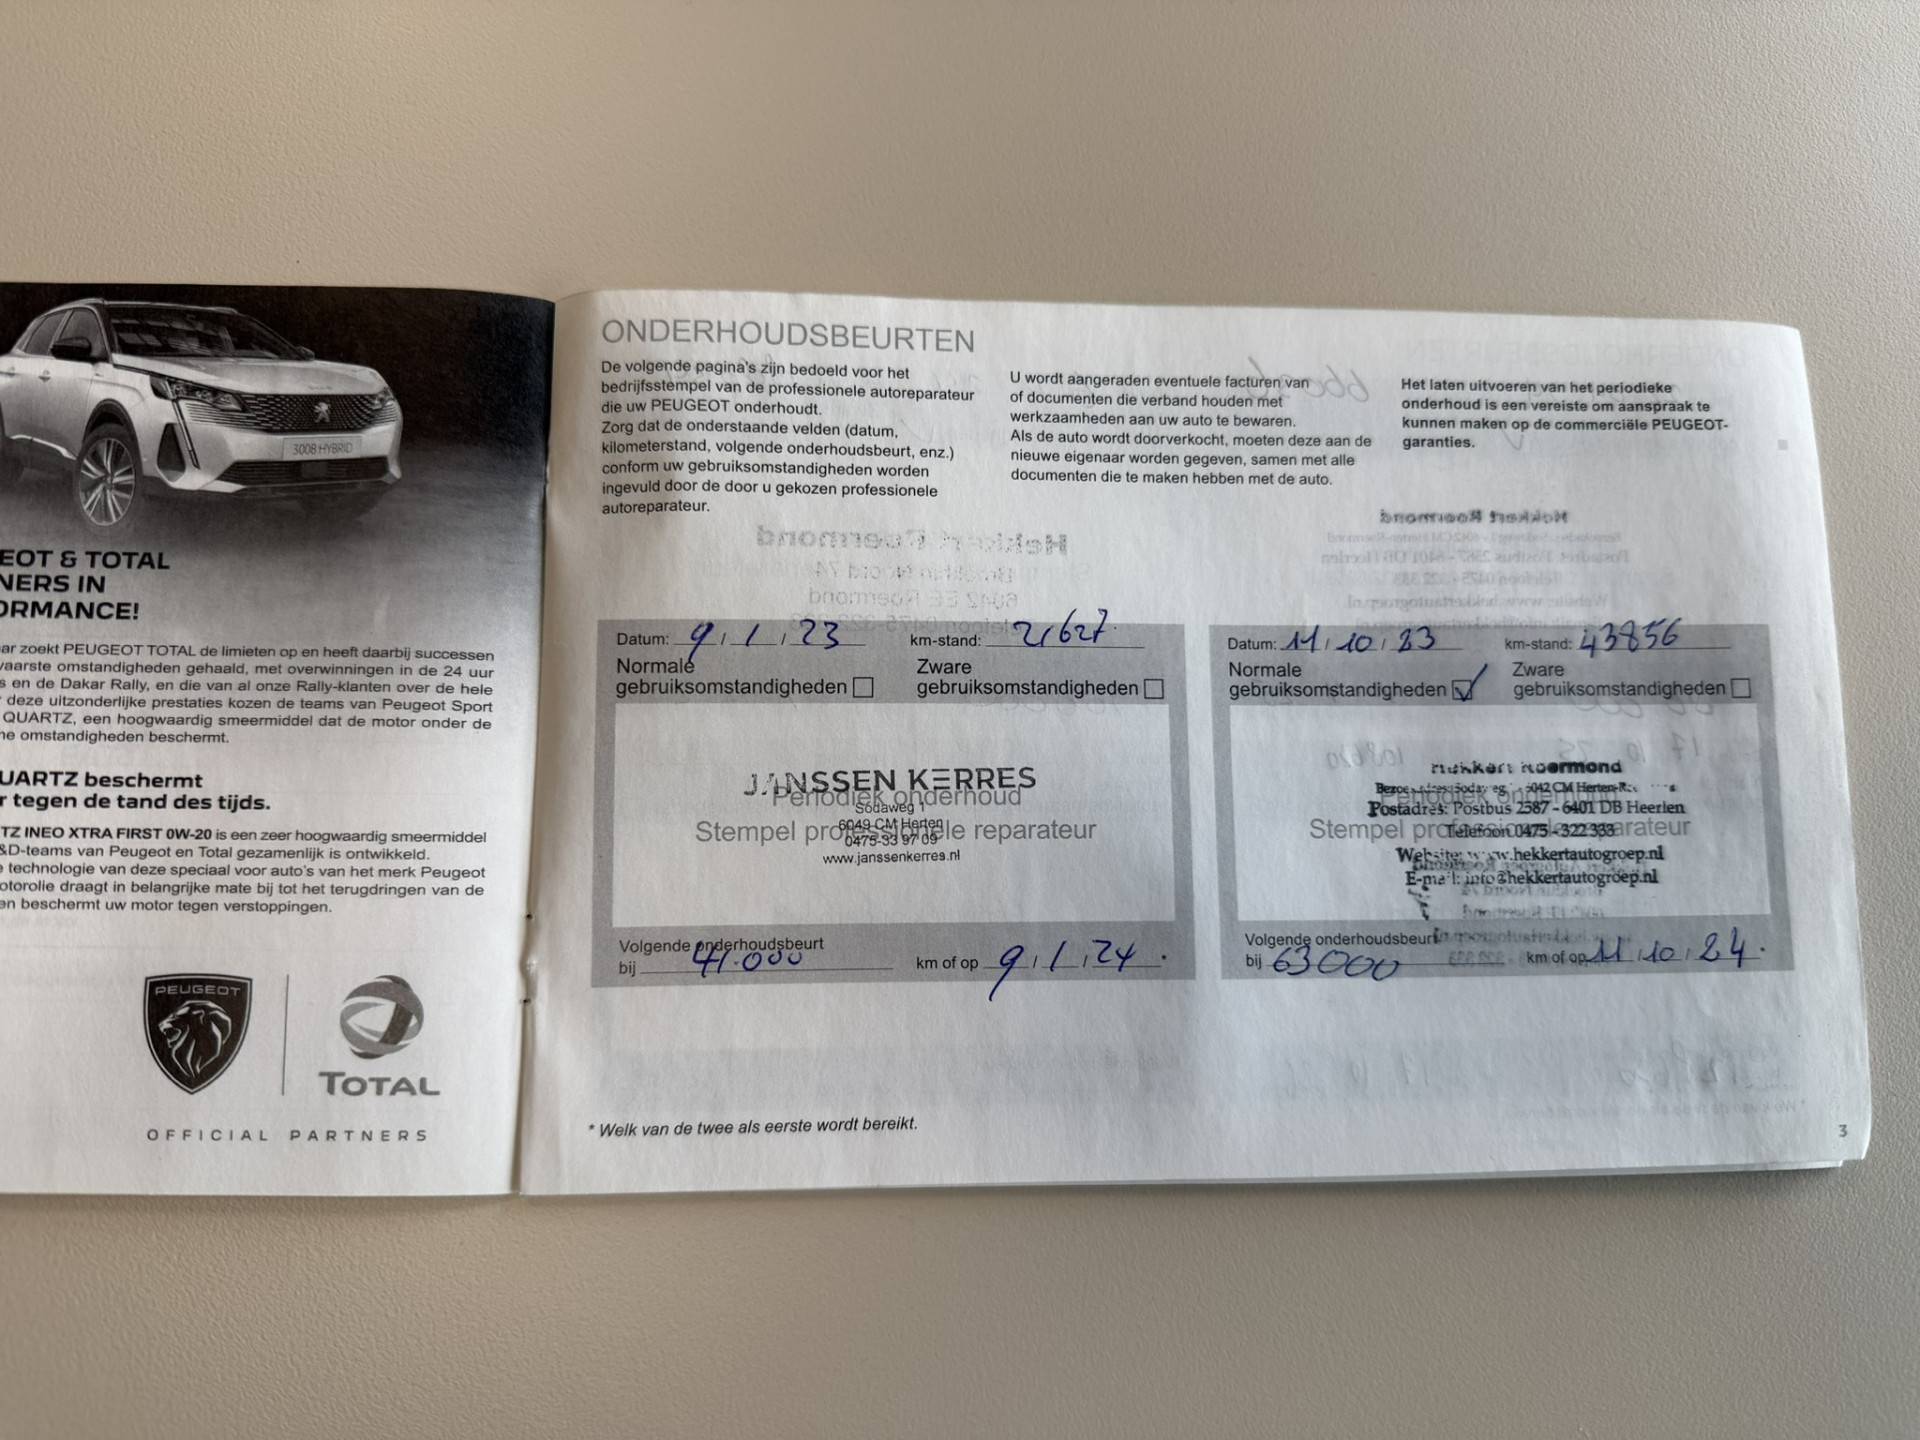 3008 HYBRID
EOT & TOTAL
NERS IN
ORMANCE!
ar zoekt PEUGEOT TOTAL de limieten op en heeft daarbij successen
vaarste omstandigheden gehaald, met overwinningen in de 24 uur
s en de Dakar Rally, en die van al onze Rally-klanten over de hele
deze uitzonderlijke prestaties kozen de teams van Peugeot Sport
QUARTZ, een hoogwaardig smeermiddel dat de motor onder de
ne omstandigheden beschermt.
UARTZ beschermt
r tegen de tand des tijds.
TZ INEO XTRA FIRST 0W-20 is een zeer hoogwaardig smeermiddel
&D-teams van Peugeot en Total gezamenlijk is ontwikkeld.
e technologie van deze speciaal voor auto's van het merk Peugeot
otorolie draagt in belangrijke mate bij tot het terugdringen van de
en beschermt uw motor tegen verstoppingen.
PEUGEOT
TOTAL
OFFICIAL PARTNERS
ONDERHOUDSBEURTEN
De volgende pagina's zijn bedoeld voor het
bedrijfsstempel van de professionele autoreparateur
die uw PEUGEOT onderhoudt.
Zorg dat de onderstaande velden (datum,
kilometerstand, volgende onderhoudsbeurt, enz.)
conform uw gebruiksomstandigheden worden
ingevuld door de door u gekozen professionele
autoreparateur.
U wordt aangeraden eventuele facturen van
of documenten die verband houden met
werkzaamheden aan uw auto te bewaren.
Als de auto wordt doorverkocht, moeten deze aan de
nieuwe eigenaar worden gegeven, samen met alle
documenten die te maken hebben met de auto.
Het laten uitvoeren van het periodieke
onderhoud is een vereiste om aanspraak te
kunnen maken op de commerciële PEUGEOT-
garanties.
Datum: 9 / 1 / 23 km-stand: 21627
Normale
gebruiksomstandigheden
Zware
gebruiksomstandigheden
JANSSEN KERRES
Periodiek onderhoud
Sodaweg 1
6049 CM Herten
Stempel professionele reparateur
0475-33 97 09
www.janssenkerres.nl
Volgende onderhoudsbeurt
bij 41.000 km of op 9 / 1 / 24
Datum: 11 / 10 / 23 km-stand: 43856
Normale
gebruiksomstandigheden
Zware
gebruiksomstandigheden
Hekkert Roermond
Postadres: Postbus 2587 - 6401 DB Heerlen
Stempel professionele reparateur
Telefoon 0475 - 322 333
Website: www.hekkertautogroep.nl
E-mail: info@hekkertautogroep.nl
Volgende onderhoudsbeurt
bij 63000 km of op 11 / 10 / 24
* Welk van de twee als eerste wordt bereikt.
3